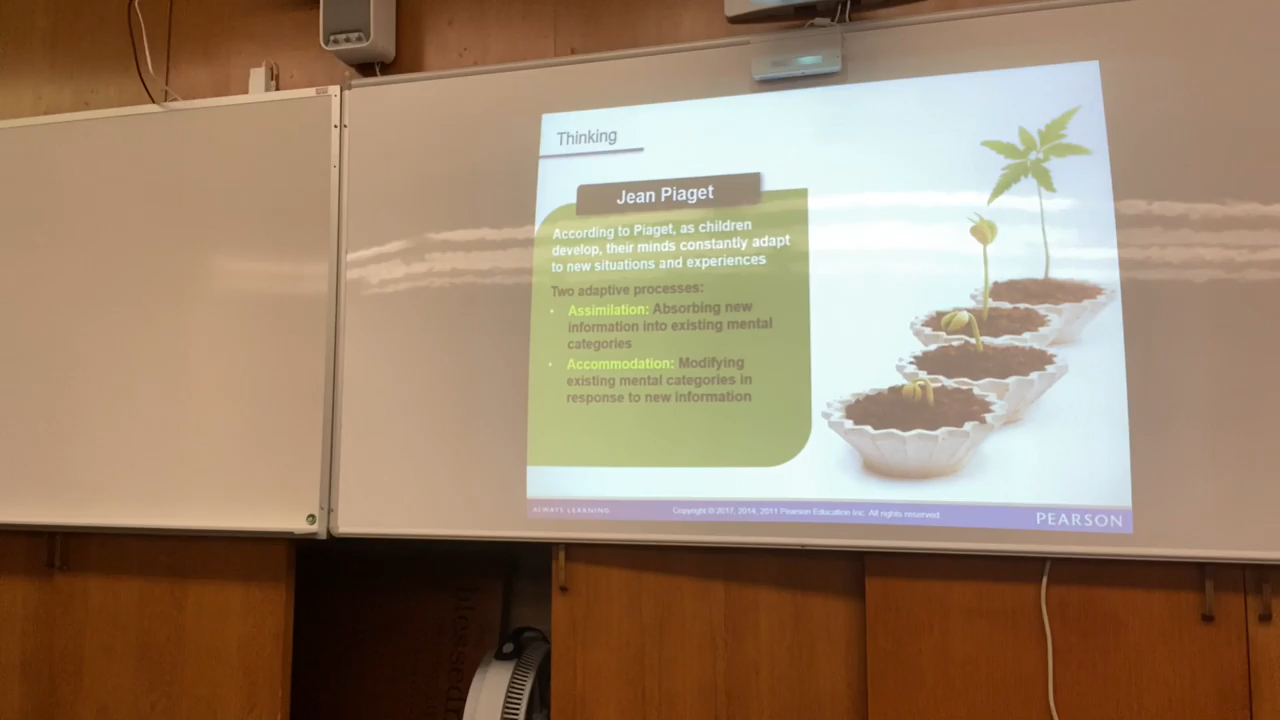 Thinking
Jean Piaget
According to Piaget, as children
develop, their minds constantly adapt
to new situations and experiences
Two adaptive processes:
• Assimilation: Absorbing new
information into existing mental
categories
• Accommodation: Modifying
existing mental categories in
response to new information
ALWAYS LEARNING
Copyright © 2017, 2014, 2011 Pearson Education Inc. All rights reserved.
PEARSON